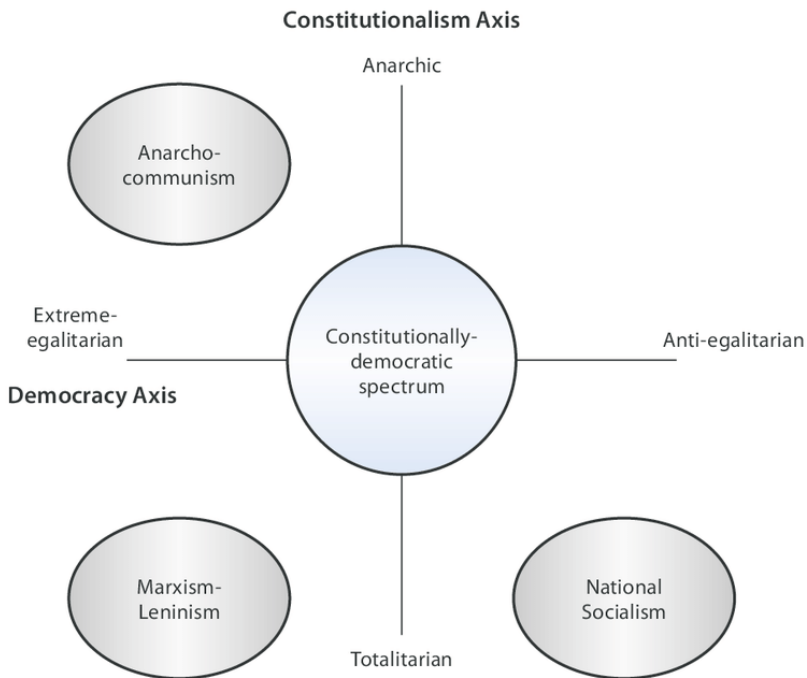 Constitutionalism Axis
Anarchic
Anarcho-
communism
Extreme-
egalitarian
Constitutionally-
democratic
spectrum
Anti-egalitarian
Democracy Axis
Marxism-
Leninism
National
Socialism
Totalitarian